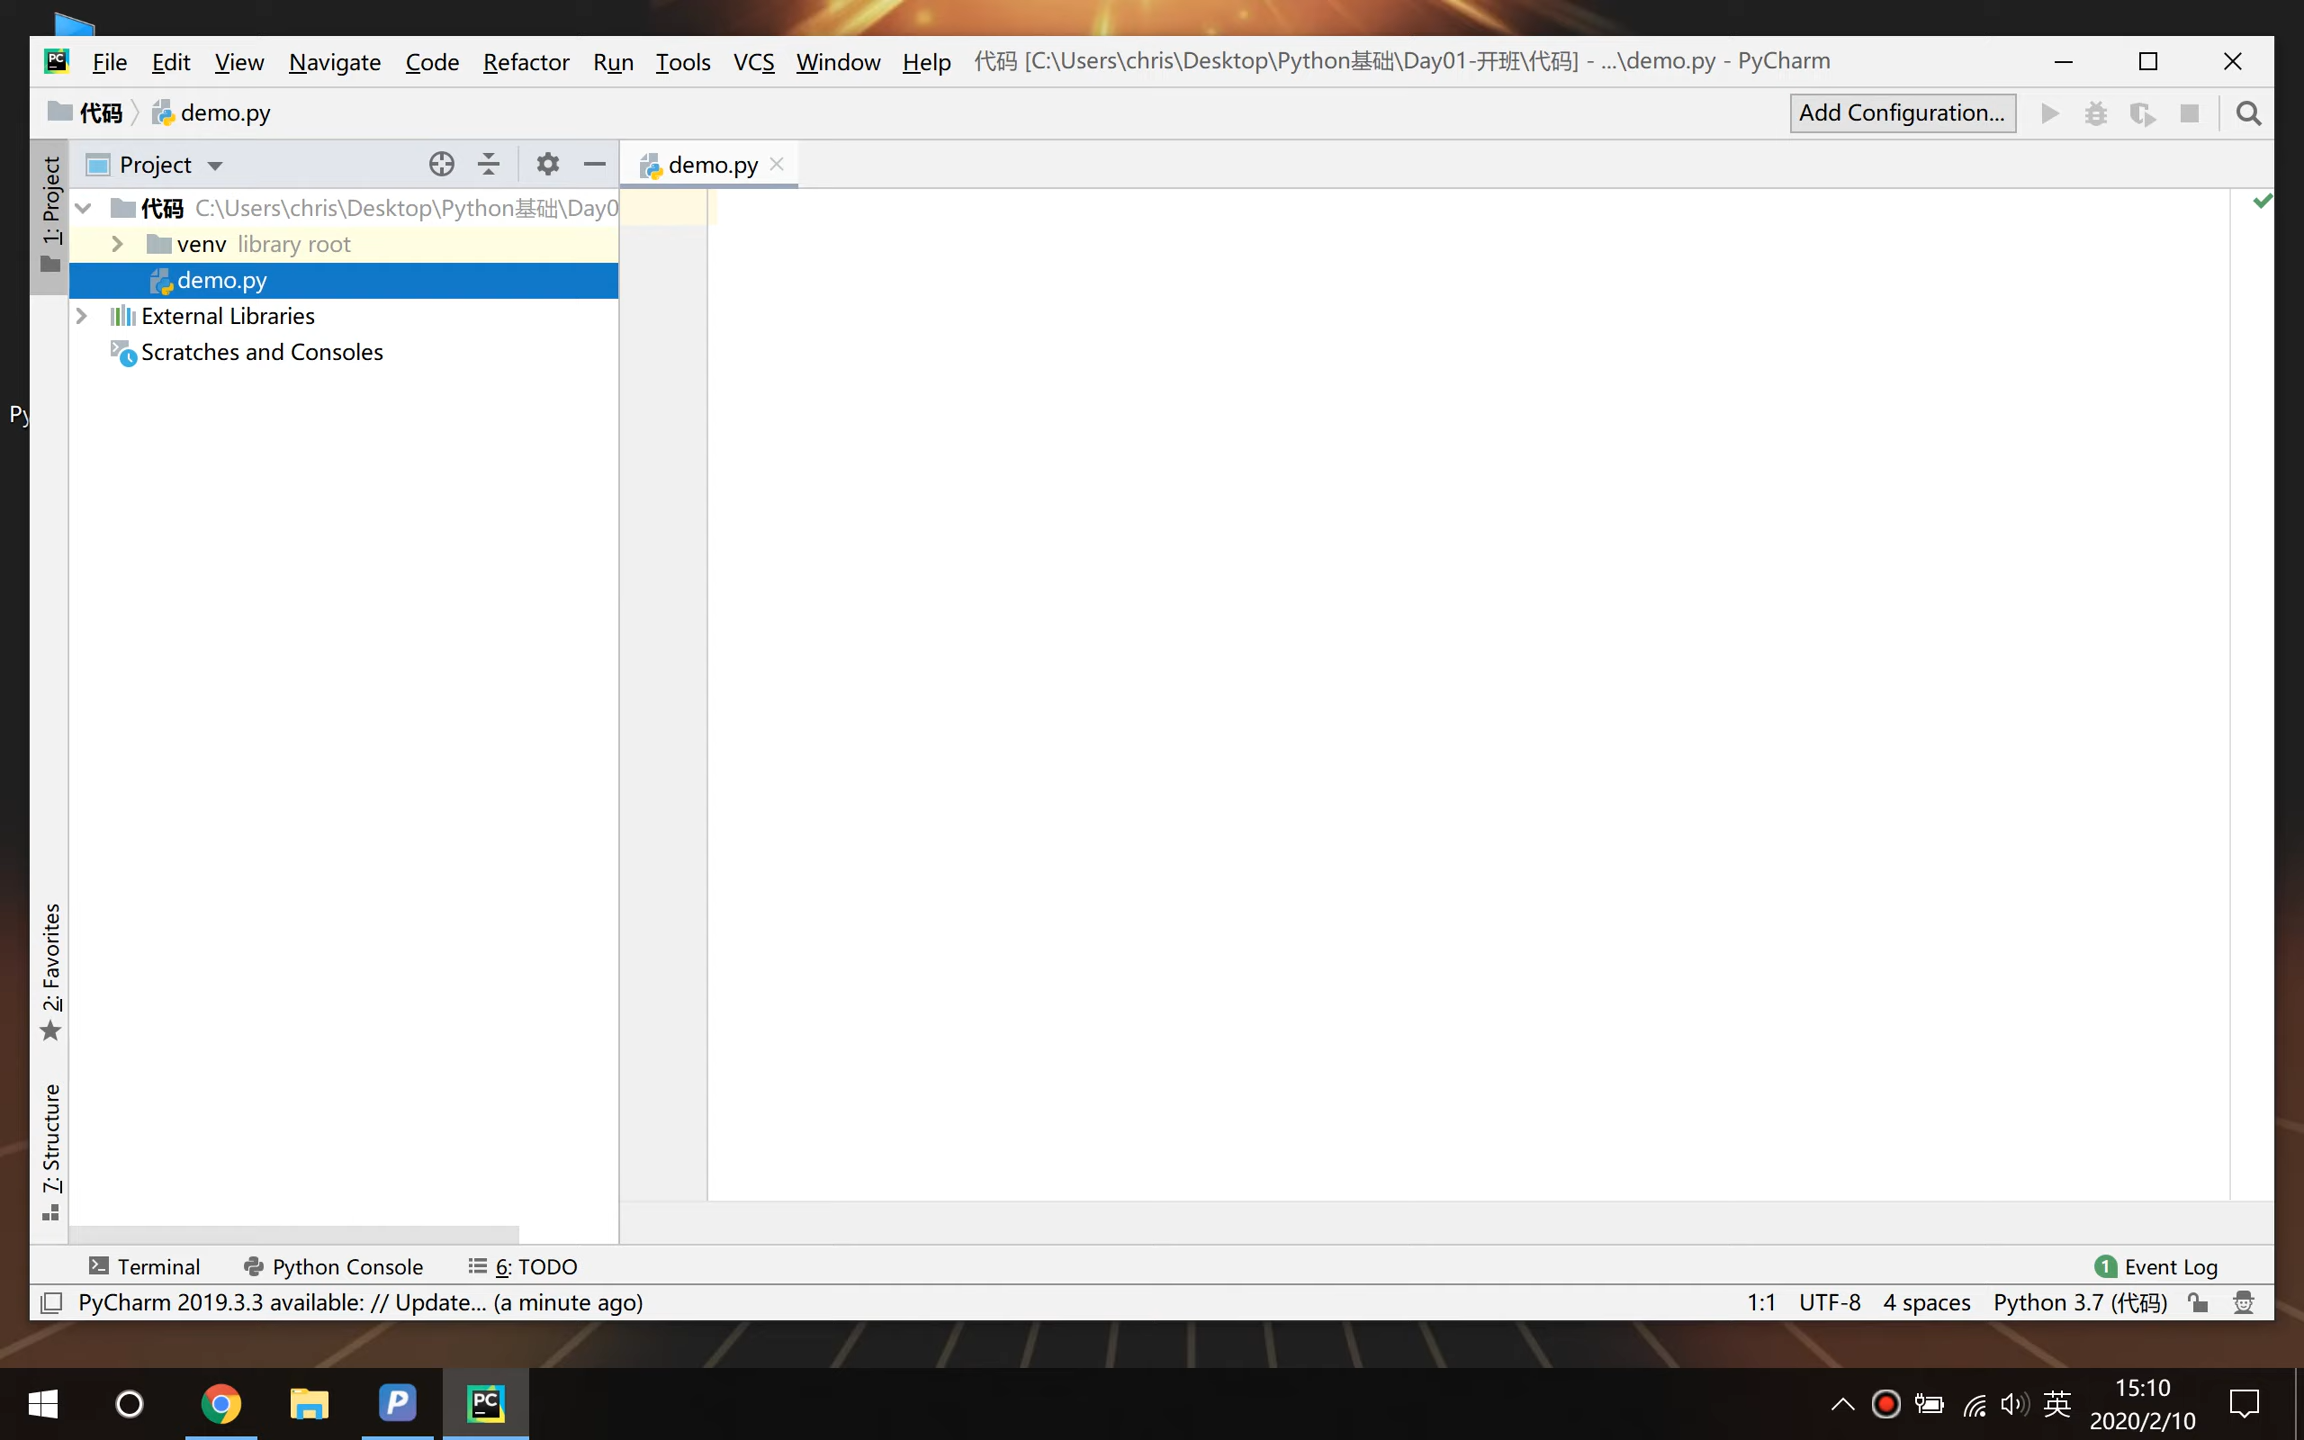 File Edit View Navigate Code Refactor Run Tools VCS Window Help 代码 [C:\Users\chris\Desktop\Python基础\Day01-开班\代码] - ...\demo.py - PyCharm
代码 demo.py Add Configuration...
1: Project
Project
demo.py
代码 C:\Users\chris\Desktop\Python基础\Day0
venv library root
demo.py
External Libraries
Scratches and Consoles
Py
2: Favorites
7: Structure
Terminal Python Console 6: TODO 1 Event Log
PyCharm 2019.3.3 available: // Update... (a minute ago) 1:1 UTF-8 4 spaces Python 3.7 (代码)
PC
P
PC
英
15:10
2020/2/10